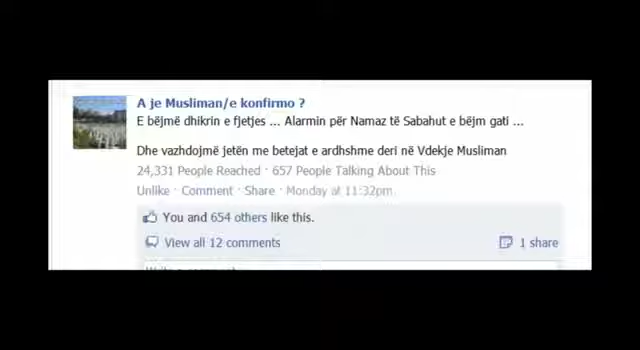 A je Musliman/e konfirmo ?
E bëjmë dhikrin e fjetjes ... Alarmin për Namaz të Sabahut e bëjm gati ...
Dhe vazhdojmë jetën me betejat e ardhshme deri në Vdekje Musliman
24,331 People Reached · 657 People Talking About This
Unlike · Comment · Share · Monday at 11:32pm.
You and 654 others like this.
View all 12 comments
1 share